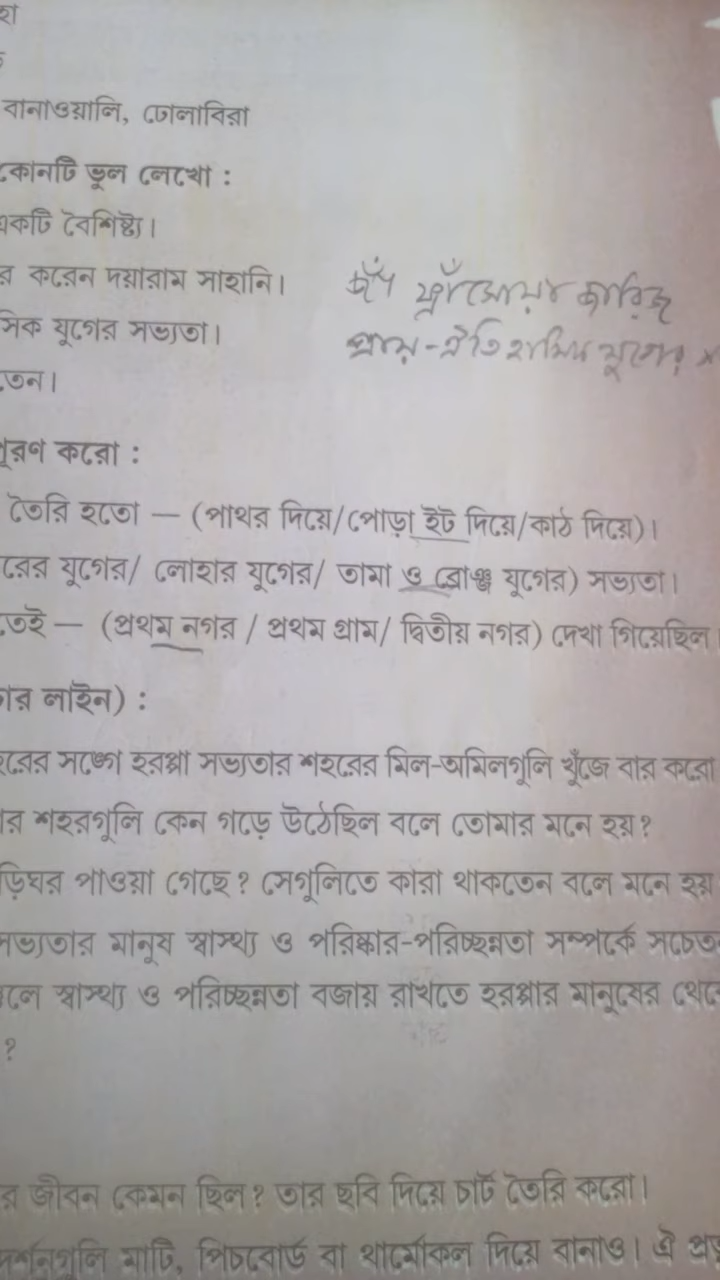 হা
বানাওয়ালি, ঢোলাবিরা
কোনটি ভুল লেখো :
একটি বৈশিষ্ট্য।
র করেন দয়ারাম সাহানি।
জাঁ ফ্রাঁসোয়া জারিজ
সিক যুগের সভ্যতা।
প্রায়-ঐতিহাসিক যুগের
তেন।
পূরণ করো :
তৈরি হতো — (পাথর দিয়ে/পোড়া ইট দিয়ে/কাঠ দিয়ে)।
রের যুগের/ লোহার যুগের/ তামা ও ব্রোঞ্জ যুগের) সভ্যতা।
তেই — (প্রথম নগর / প্রথম গ্রাম/ দ্বিতীয় নগর) দেখা গিয়েছিল।
র লাইন) :
হরের সঙ্গে হরপ্পা সভ্যতার শহরের মিল-অমিলগুলি খুঁজে বার করো
র শহরগুলি কেন গড়ে উঠেছিল বলে তোমার মনে হয়?
ড়িঘর পাওয়া গেছে? সেগুলিতে কারা থাকতেন বলে মনে হয়
সভ্যতার মানুষ স্বাস্থ্য ও পরিষ্কার-পরিচ্ছন্নতা সম্পর্কে সচেত
লে স্বাস্থ্য ও পরিচ্ছন্নতা বজায় রাখতে হরপ্পার মানুষের থেকে
?
র জীবন কেমন ছিল? তার ছবি দিয়ে চার্ট তৈরি করো।
দর্শনগুলি মাটি, পিচবোর্ড বা থার্মোকল দিয়ে বানাও। ঐ